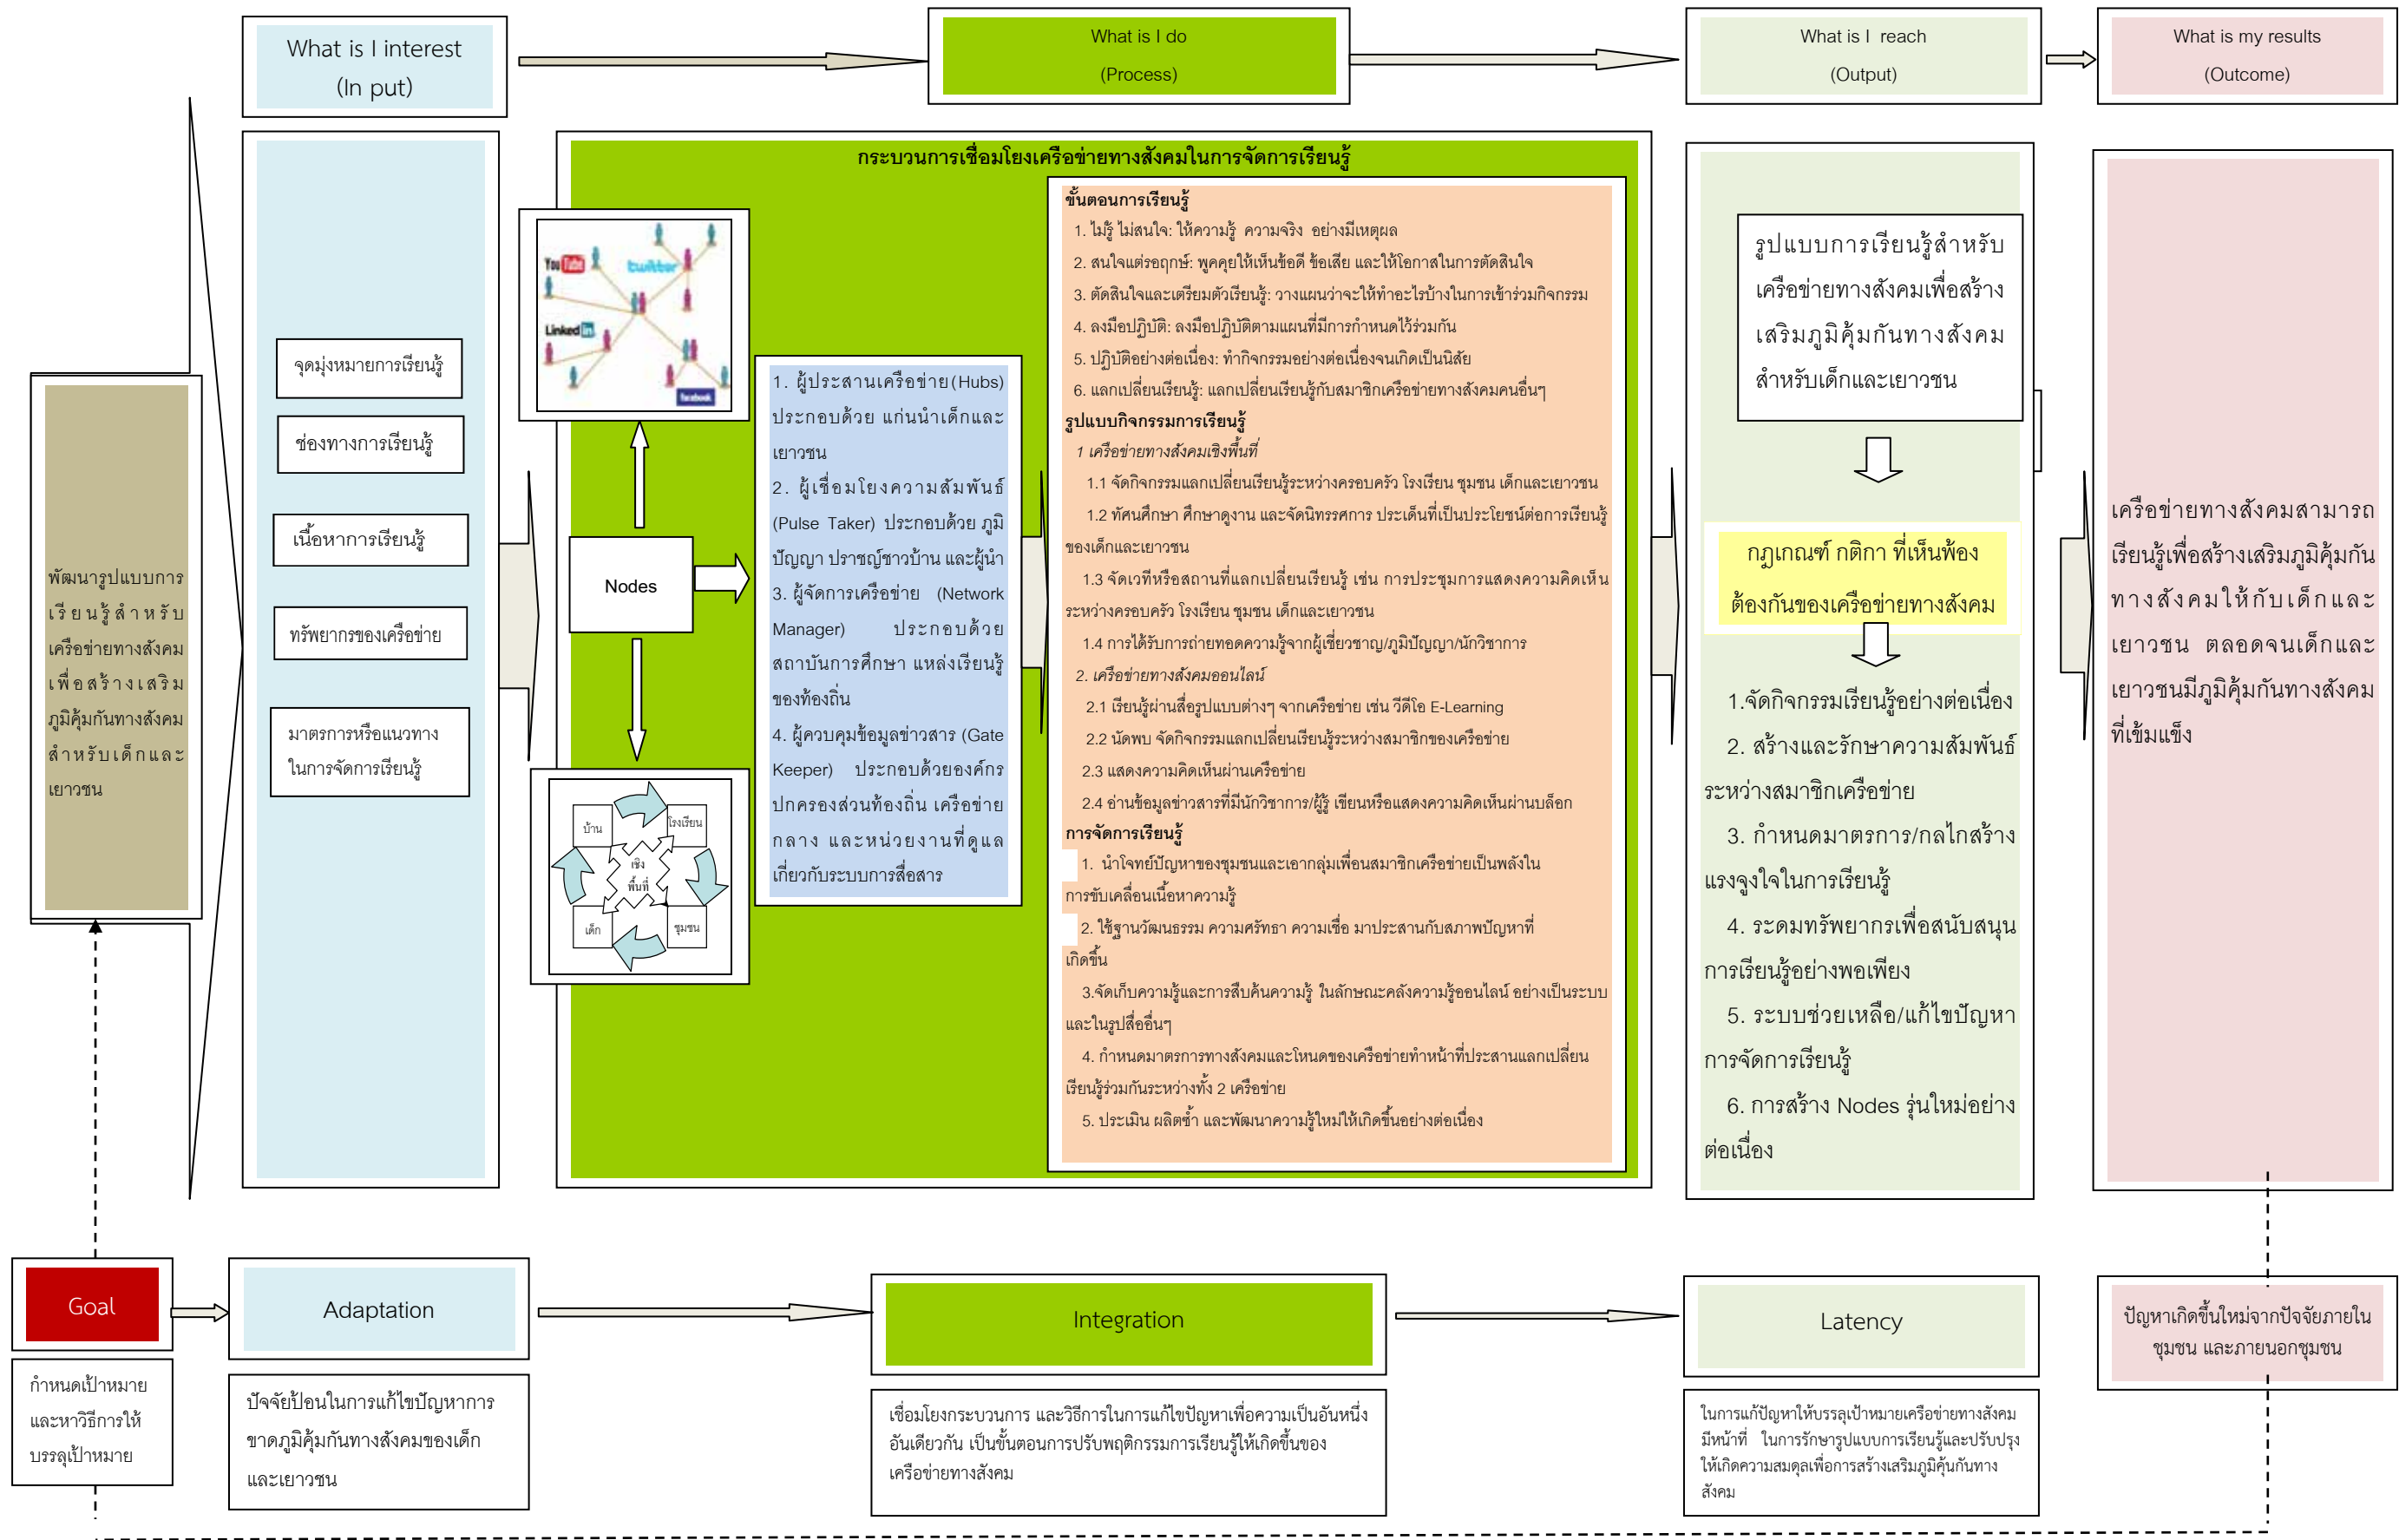 What is I interest
(In put)
What is I do
(Process)
What is I reach
(Output)
What is my results
(Outcome)
พัฒนารูปแบบการ
เรียนรู้สำหรับ
เครือข่ายทางสังคม
เพื่อสร้างเสริม
ภูมิคุ้มกันทางสังคม
สำหรับเด็กและ
เยาวชน
จุดมุ่งหมายการเรียนรู้
ช่องทางการเรียนรู้
เนื้อหาการเรียนรู้
ทรัพยากรของเครือข่าย
มาตรการหรือแนวทาง
ในการจัดการเรียนรู้
กระบวนการเชื่อมโยงเครือข่ายทางสังคมในการจัดการเรียนรู้
You Tube
twitter
Linked in
facebook
Nodes
บ้าน
โรงเรียน
เชิง
พื้นที่
เด็ก
ชุมชน
1. ผู้ประสานเครือข่าย(Hubs)
ประกอบด้วย แก่นนำเด็กและ
เยาวชน
2. ผู้เชื่อมโยงความสัมพันธ์
(Pulse Taker) ประกอบด้วย ภูมิ
ปัญญา ปราชญ์ชาวบ้าน และผู้นำ
3. ผู้จัดการเครือข่าย (Network
Manager) ประกอบด้วย
สถาบันการศึกษา แหล่งเรียนรู้
ของท้องถิ่น
4. ผู้ควบคุมข้อมูลข่าวสาร (Gate
Keeper) ประกอบด้วยองค์กร
ปกครองส่วนท้องถิ่น เครือข่าย
กลาง และหน่วยงานที่ดูแล
เกี่ยวกับระบบการสื่อสาร
ขั้นตอนการเรียนรู้
1. ไม่รู้ ไม่สนใจ: ให้ความรู้ ความจริง อย่างมีเหตุผล
2. สนใจแต่รอฤกษ์: พูคคุยให้เห็นข้อดี ข้อเสีย และให้โอกาสในการตัดสินใจ
3. ตัดสินใจและเตรียมตัวเรียนรู้: วางแผนว่าจะให้ทำอะไรบ้างในการเข้าร่วมกิจกรรม
4. ลงมือปฏิบัติ: ลงมือปฏิบัติตามแผนที่มีการกำหนดไว้ร่วมกัน
5. ปฏิบัติอย่างต่อเนื่อง: ทำกิจกรรมอย่างต่อเนื่องจนเกิดเป็นนิสัย
6. แลกเปลี่ยนเรียนรู้: แลกเปลี่ยนเรียนรู้กับสมาชิกเครือข่ายทางสังคมคนอื่นๆ
รูปแบบกิจกรรมการเรียนรู้
1 เครือข่ายทางสังคมเชิงพื้นที่
1.1 จัดกิจกรรมแลกเปลี่ยนเรียนรู้ระหว่างครอบครัว โรงเรียน ชุมชน เด็กและเยาวชน
1.2 ทัศนศึกษา ศึกษาดูงาน และจัดนิทรรศการ ประเด็นที่เป็นประโยชน์ต่อการเรียนรู้
ของเด็กและเยาวชน
1.3 จัดเวทีหรือสถานที่แลกเปลี่ยนเรียนรู้ เช่น การประชุมการแสดงความคิดเห็น
ระหว่างครอบครัว โรงเรียน ชุมชน เด็กและเยาวชน
1.4 การได้รับการถ่ายทอดความรู้จากผู้เชี่ยวชาญ/ภูมิปัญญา/นักวิชาการ
2. เครือข่ายทางสังคมออนไลน์
2.1 เรียนรู้ผ่านสื่อรูปแบบต่างๆ จากเครือข่าย เช่น วีดีโอ E-Learning
2.2 นัดพบ จัดกิจกรรมแลกเปลี่ยนเรียนรู้ระหว่างสมาชิกของเครือข่าย
2.3 แสดงความคิดเห็นผ่านเครือข่าย
2.4 อ่านข้อมูลข่าวสารที่มีนักวิชาการ/ผู้รู้ เขียนหรือแสดงความคิดเห็นผ่านบล็อก
การจัดการเรียนรู้
1. นำโจทย์ปัญหาของชุมชนและเอากลุ่มเพื่อนสมาชิกเครือข่ายเป็นพลังใน
การขับเคลื่อนเนื้อหาความรู้
2. ใช้ฐานวัฒนธรรม ความศรัทธา ความเชื่อ มาประสานกับสภาพปัญหาที่
เกิดขึ้น
3.จัดเก็บความรู้และการสืบค้นความรู้ ในลักษณะคลังความรู้ออนไลน์ อย่างเป็นระบบ
และในรูปสื่ออื่นๆ
4. กำหนดมาตรการทางสังคมและโหนดของเครือข่ายทำหน้าที่ประสานแลกเปลี่ยน
เรียนรู้ร่วมกันระหว่างทั้ง 2 เครือข่าย
5. ประเมิน ผลิตซ้ำ และพัฒนาความรู้ใหม่ให้เกิดขึ้นอย่างต่อเนื่อง
รูปแบบการเรียนรู้สำหรับ
เครือข่ายทางสังคมเพื่อสร้าง
เสริมภูมิคุ้มกันทางสังคม
สำหรับเด็กและเยาวชน
กฎเกณฑ์ กติกา ที่เห็นพ้อง
ต้องกันของเครือข่ายทางสังคม
1.จัดกิจกรรมเรียนรู้อย่างต่อเนื่อง
2. สร้างและรักษาความสัมพันธ์
ระหว่างสมาชิกเครือข่าย
3. กำหนดมาตรการ/กลไกสร้าง
แรงจูงใจในการเรียนรู้
4. ระดมทรัพยากรเพื่อสนับสนุน
การเรียนรู้อย่างพอเพียง
5. ระบบช่วยเหลือ/แก้ไขปัญหา
การจัดการเรียนรู้
6. การสร้าง Nodes รุ่นใหม่อย่าง
ต่อเนื่อง
เครือข่ายทางสังคมสามารถ
เรียนรู้เพื่อสร้างเสริมภูมิคุ้มกัน
ทางสังคมให้กับเด็กและ
เยาวชน ตลอดจนเด็กและ
เยาวชนมีภูมิคุ้มกันทางสังคม
ที่เข้มแข็ง
Goal
Adaptation
Integration
Latency
ปัญหาเกิดขึ้นใหม่จากปัจจัยภายใน
ชุมชน และภายนอกชุมชน
กำหนดเป้าหมาย
และหาวิธีการให้
บรรลุเป้าหมาย
ปัจจัยป้อนในการแก้ไขปัญหาการ
ขาดภูมิคุ้มกันทางสังคมของเด็ก
และเยาวชน
เชื่อมโยงกระบวนการ และวิธีการในการแก้ไขปัญหาเพื่อความเป็นอันหนึ่ง
อันเดียวกัน เป็นขั้นตอนการปรับพฤติกรรมการเรียนรู้ให้เกิดขึ้นของ
เครือข่ายทางสังคม
ในการแก้ปัญหาให้บรรลุเป้าหมายเครือข่ายทางสังคม
มีหน้าที่ ในการรักษารูปแบบการเรียนรู้และปรับปรุง
ให้เกิดความสมดุลเพื่อการสร้างเสริมภูมิคุ้นกันทาง
สังคม